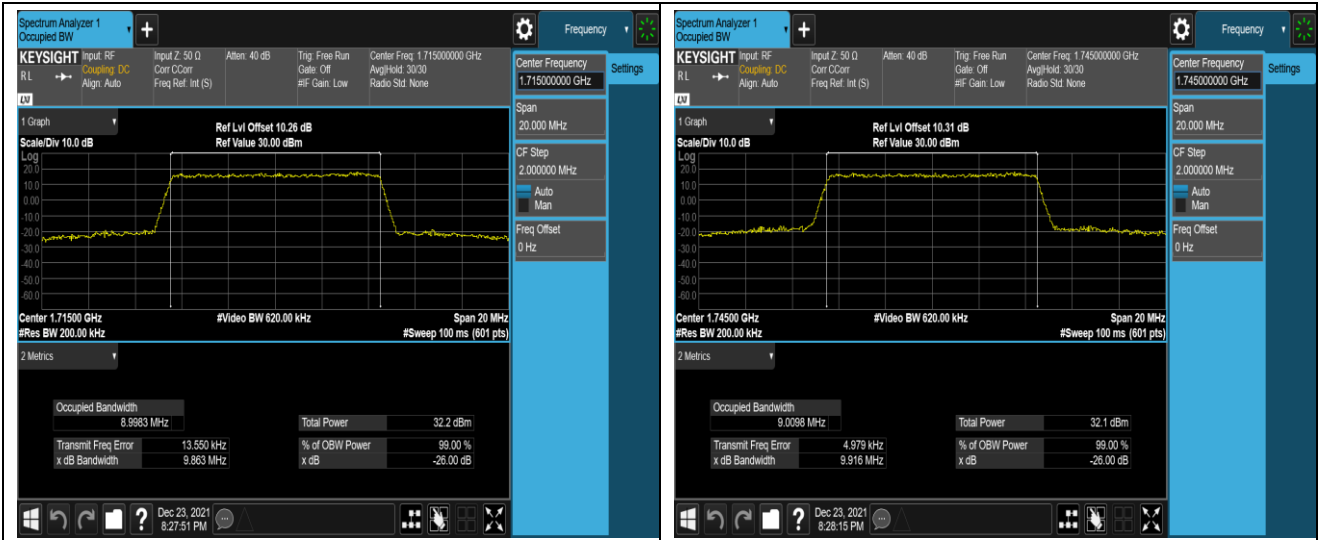 Spectrum Analyzer 1
Occupied BW
+
Frequency
KEYSIGHT
RL
LXI
Input: RF
Coupling: DC
Align: Auto
Input Z: 50 Ω
Corr CCorr
Freq Ref: Int (S)
Atten: 40 dB
Trig: Free Run
Gate: Off
#IF Gain: Low
Center Freq: 1.715000000 GHz
Avg|Hold: 30/30
Radio Std: None
Center Frequency
1.715000000 GHz
Settings
Span
20.000 MHz
CF Step
2.000000 MHz
Auto
Man
Freq Offset
0 Hz
1 Graph
Scale/Div 10.0 dB
Ref Lvl Offset 10.26 dB
Ref Value 30.00 dBm
Log
20.0
10.0
0.00
-10.0
-20.0
-30.0
-40.0
-50.0
-60.0
Center 1.71500 GHz
#Video BW 620.00 kHz
Span 20 MHz
#Res BW 200.00 kHz
#Sweep 100 ms (601 pts)
2 Metrics
Occupied Bandwidth
8.9983 MHz
Total Power 32.2 dBm
Transmit Freq Error 13.550 kHz
% of OBW Power 99.00 %
x dB Bandwidth 9.863 MHz
x dB -26.00 dB
?
Dec 23, 2021
8:27:51 PM
Spectrum Analyzer 1
Occupied BW
+
Frequency
KEYSIGHT
RL
LXI
Input: RF
Coupling: DC
Align: Auto
Input Z: 50 Ω
Corr CCorr
Freq Ref: Int (S)
Atten: 40 dB
Trig: Free Run
Gate: Off
#IF Gain: Low
Center Freq: 1.745000000 GHz
Avg|Hold: 30/30
Radio Std: None
Center Frequency
1.745000000 GHz
Settings
Span
20.000 MHz
CF Step
2.000000 MHz
Auto
Man
Freq Offset
0 Hz
1 Graph
Scale/Div 10.0 dB
Ref Lvl Offset 10.31 dB
Ref Value 30.00 dBm
Log
20.0
10.0
0.00
-10.0
-20.0
-30.0
-40.0
-50.0
-60.0
Center 1.74500 GHz
#Video BW 620.00 kHz
Span 20 MHz
#Res BW 200.00 kHz
#Sweep 100 ms (601 pts)
2 Metrics
Occupied Bandwidth
9.0098 MHz
Total Power 32.1 dBm
Transmit Freq Error 4.979 kHz
% of OBW Power 99.00 %
x dB Bandwidth 9.916 MHz
x dB -26.00 dB
?
Dec 23, 2021
8:28:15 PM